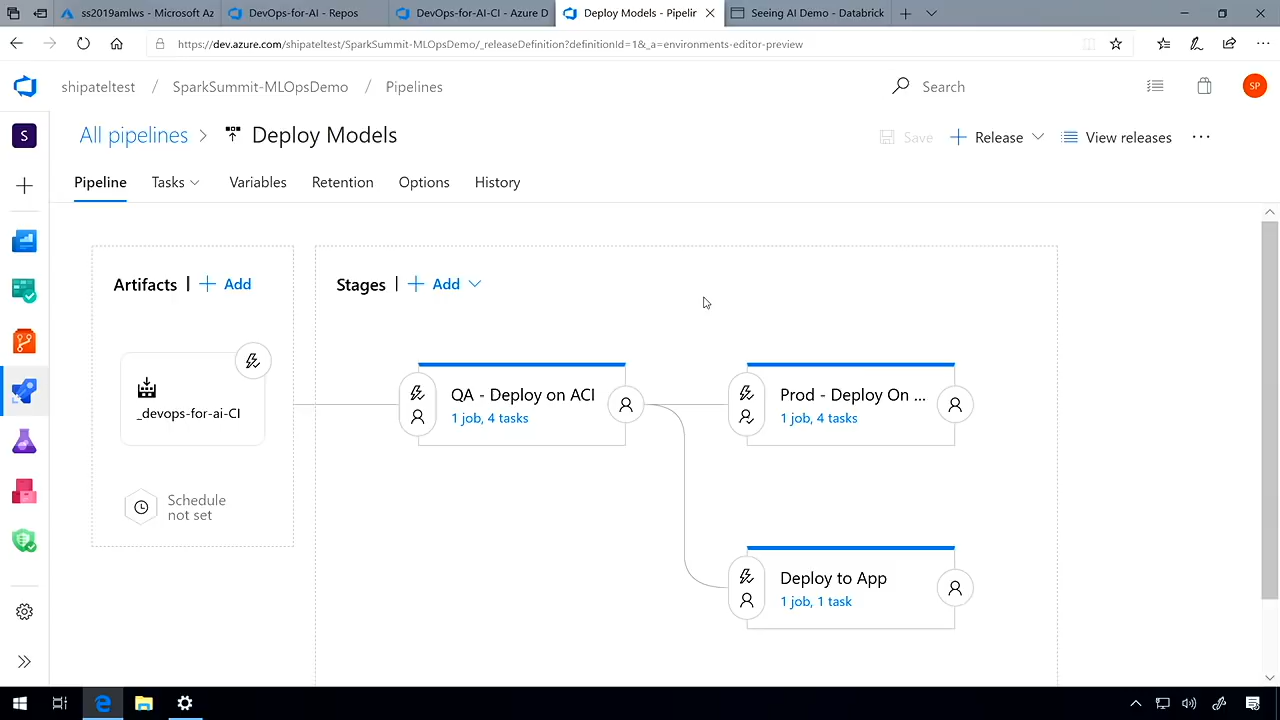 ss2019amlws - Microsoft Az
DevOps-for-AI - Repos
DevOps-for-AI-CI - Azure D
Deploy Models - Pipelin
Seeing AI Demo - Databrick
https://dev.azure.com/shipateltest/SparkSummit-MLOpsDemo/_releaseDefinition?definitionId=1&_a=environments-editor-preview
shipateltest / SparkSummit-MLOpsDemo / Pipelines
Search
SP
S
All pipelines > Deploy Models
Save
+ Release
View releases
...
Pipeline
Tasks
Variables
Retention
Options
History
Artifacts | + Add
Stages | + Add
_devops-for-ai-CI
Schedule
not set
QA - Deploy on ACI
1 job, 4 tasks
Prod - Deploy On ...
1 job, 4 tasks
Deploy to App
1 job, 1 task